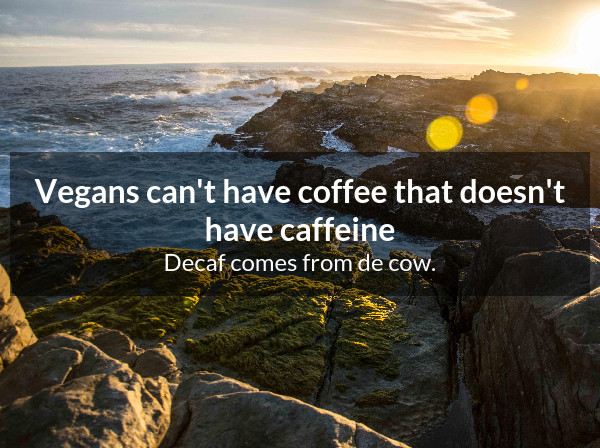 Vegans can't have coffee that doesn't
have caffeine
Decaf comes from de cow.